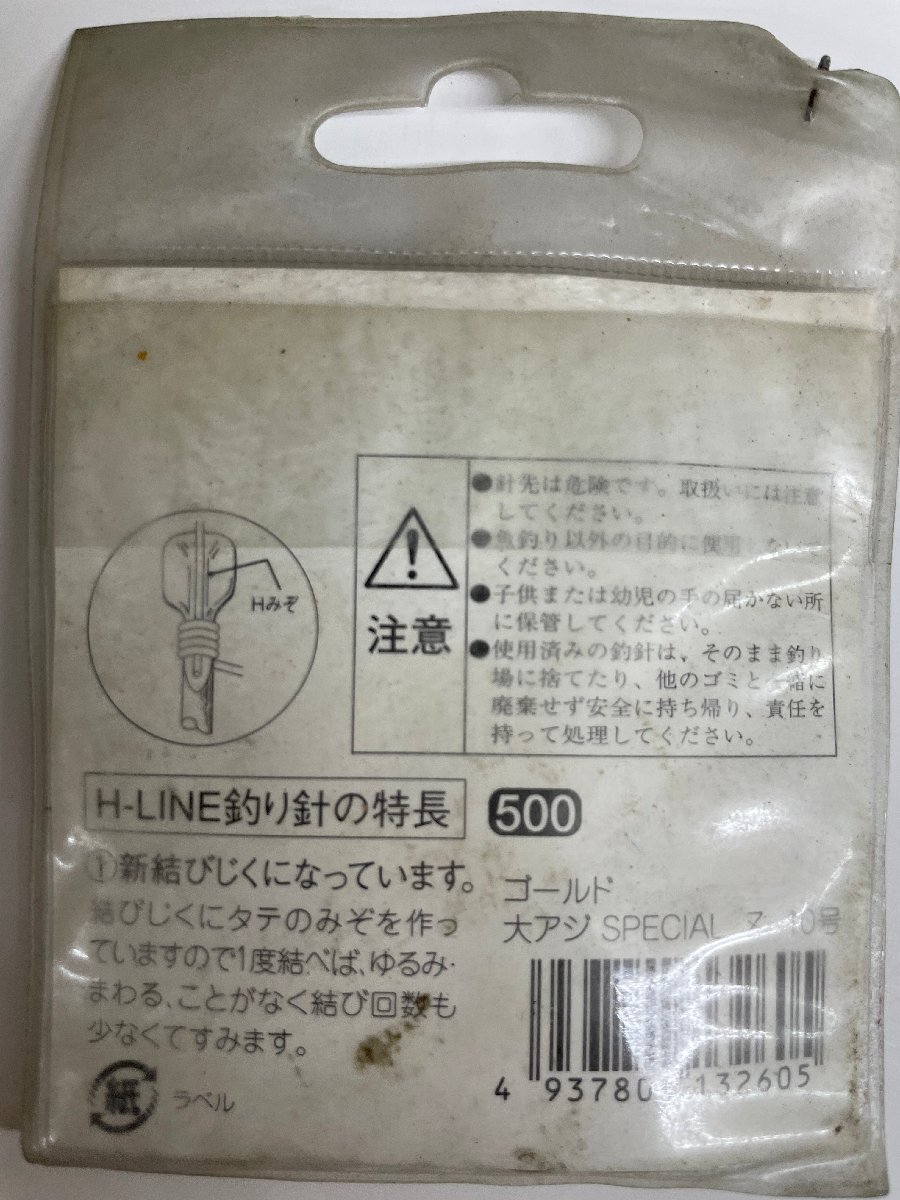 Hみぞ
注意
●針先は危険です。取扱いには注意
してください。
●魚釣り以外の目的に使用しないで
ください。
●子供または幼児の手の届かない所
に保管してください。
●使用済みの釣針は、そのまま釣り
場に捨てたり、他のゴミと一緒に
廃棄せず安全に持ち帰り、責任を
持って処理してください。
H-LINE釣り針の特長
500
①新結びじくになっています。
結びじくにタテのみぞを作っ
ていますので1度結べば、ゆるみ・
まわる、ことがなく結び回数も
少なくてすみます。
ゴールド
大アジ SPECIAL 10号
4 93780 132605
紙
ラベル